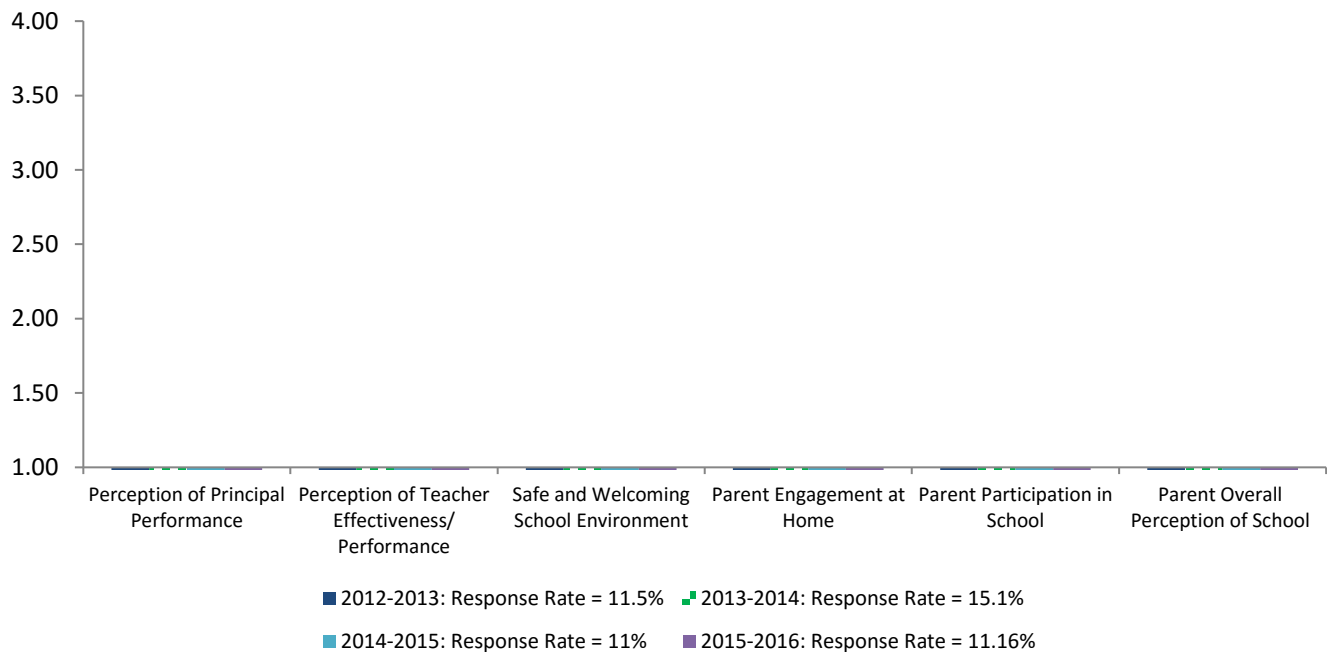 4.00
3.50
3.00
2.50
2.00
1.50
1.00
Perception of Principal
Performance
Perception of Teacher
Effectiveness/
Performance
Safe and Welcoming
School Environment
Parent Engagement at
Home
Parent Participation in
School
Parent Overall
Perception of School
2012-2013: Response Rate = 11.5%
2013-2014: Response Rate = 15.1%
2014-2015: Response Rate = 11%
2015-2016: Response Rate = 11.16%